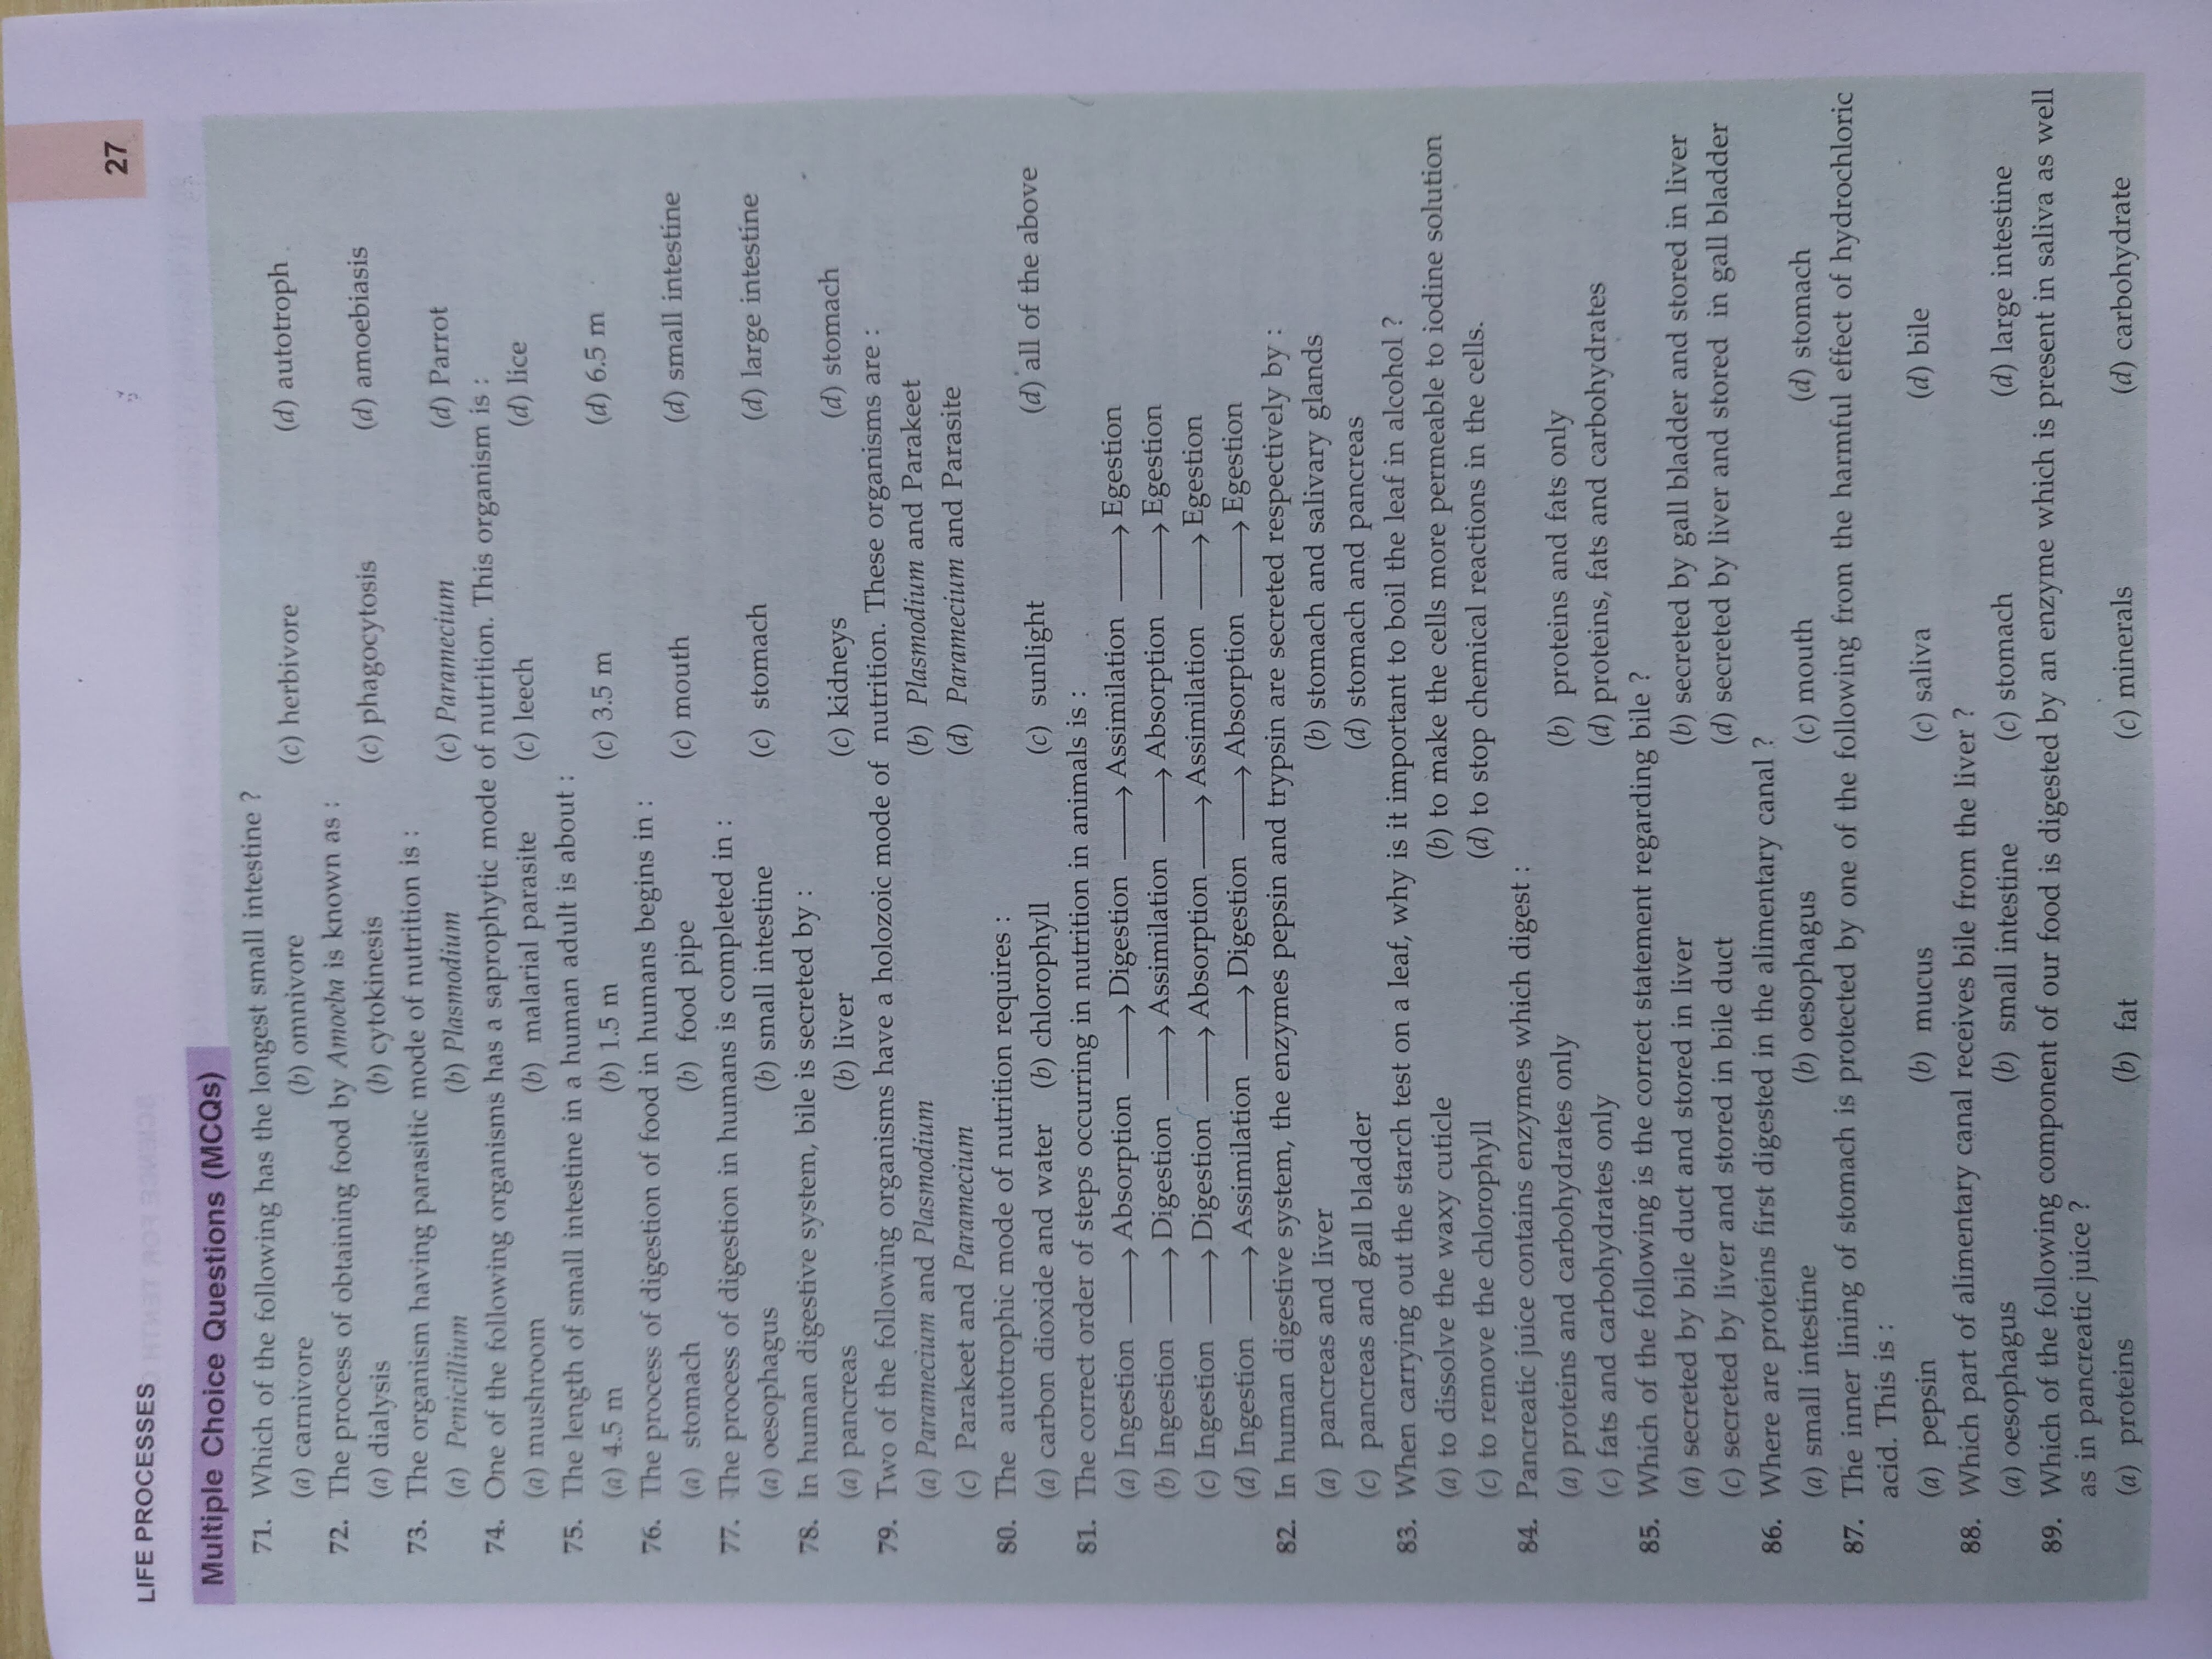 27
LIFE PROCESSES
Multiple Choice Questions (MCQs)
71. Which of the following has the longest small intestine ?
(a) carnivore (b) omnivore (c) herbivore (d) autotroph
72. The process of obtaining food by Amoeba is known as :
(a) dialysis (b) cytokinesis (c) phagocytosis (d) amoebiasis
73. The organism having parasitic mode of nutrition is :
(a) Penicillium (b) Plasmodium (c) Paramecium (d) Parrot
74. One of the following organisms has a saprophytic mode of nutrition. This organism is :
(a) mushroom (b) malarial parasite (c) leech (d) lice
75. The length of small intestine in a human adult is about :
(a) 4.5 m (b) 1.5 m (c) 3.5 m (d) 6.5 m
76. The process of digestion of food in humans begins in :
(a) stomach (b) food pipe (c) mouth (d) small intestine
77. The process of digestion in humans is completed in :
(a) oesophagus (b) small intestine (c) stomach (d) large intestine
78. In human digestive system, bile is secreted by :
(a) pancreas (b) liver (c) kidneys (d) stomach
79. Two of the following organisms have a holozoic mode of nutrition. These organisms are :
(a) Paramecium and Plasmodium (b) Plasmodium and Parakeet
(c) Parakeet and Paramecium (d) Paramecium and Parasite
80. The autotrophic mode of nutrition requires :
(a) carbon dioxide and water (b) chlorophyll (c) sunlight (d) all of the above
81. The correct order of steps occurring in nutrition in animals is :
(a) Ingestion ⟶ Absorption ⟶ Digestion ⟶ Assimilation ⟶ Egestion
(b) Ingestion ⟶ Digestion ⟶ Assimilation ⟶ Absorption ⟶ Egestion
(c) Ingestion ⟶ Digestion ⟶ Absorption ⟶ Assimilation ⟶ Egestion
(d) Ingestion ⟶ Assimilation ⟶ Digestion ⟶ Absorption ⟶ Egestion
82. In human digestive system, the enzymes pepsin and trypsin are secreted respectively by :
(a) pancreas and liver (b) stomach and salivary glands
(c) pancreas and gall bladder (d) stomach and pancreas
83. When carrying out the starch test on a leaf, why is it important to boil the leaf in alcohol ?
(a) to dissolve the waxy cuticle (b) to make the cells more permeable to iodine solution
(c) to remove the chlorophyll (d) to stop chemical reactions in the cells.
84. Pancreatic juice contains enzymes which digest :
(a) proteins and carbohydrates only (b) proteins and fats only
(c) fats and carbohydrates only (d) proteins, fats and carbohydrates
85. Which of the following is the correct statement regarding bile ?
(a) secreted by bile duct and stored in liver (b) secreted by gall bladder and stored in liver
(c) secreted by liver and stored in bile duct (d) secreted by liver and stored in gall bladder
86. Where are proteins first digested in the alimentary canal ?
(a) small intestine (b) oesophagus (c) mouth (d) stomach
87. The inner lining of stomach is protected by one of the following from the harmful effect of hydrochloric
acid. This is :
(a) pepsin (b) mucus (c) saliva (d) bile
88. Which part of alimentary canal receives bile from the liver ?
(a) oesophagus (b) small intestine (c) stomach (d) large intestine
89. Which of the following component of our food is digested by an enzyme which is present in saliva as well
as in pancreatic juice ?
(a) proteins (b) fat (c) minerals (d) carbohydrate